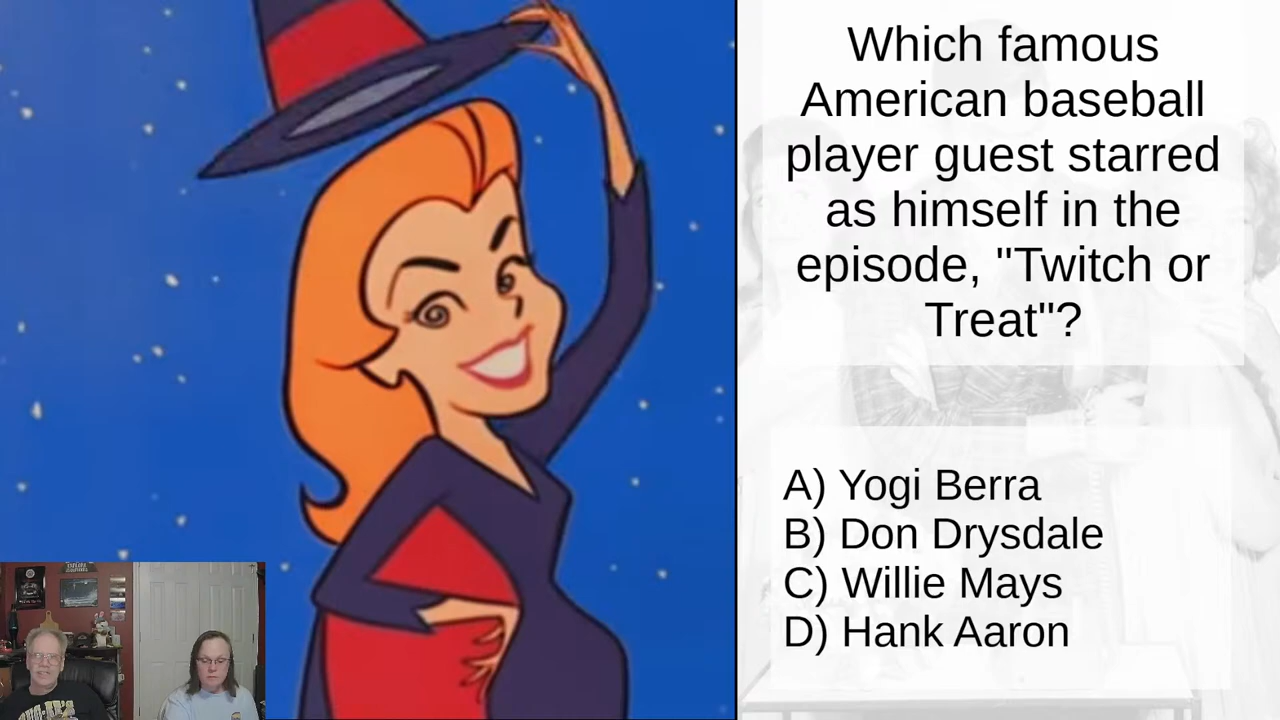 Which famous
American baseball
player guest starred
as himself in the
episode, "Twitch or
Treat"?
A) Yogi Berra
B) Don Drysdale
C) Willie Mays
D) Hank Aaron